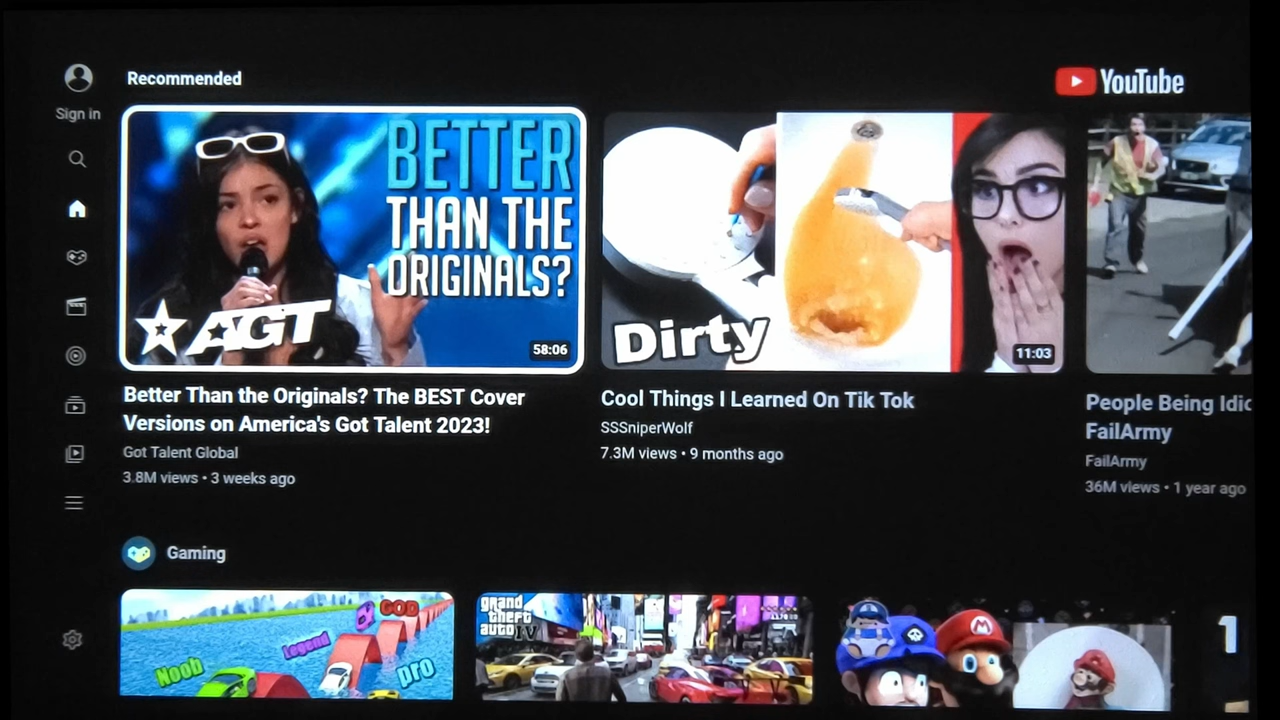 Recommended
YouTube
Sign in
BETTER
THAN THE
ORIGINALS?
AGT
58:06
Dirty
11:03
Better Than the Originals? The BEST Cover
Versions on America's Got Talent 2023!
Got Talent Global
3.8M views • 3 weeks ago
Cool Things I Learned On Tik Tok
SSSniperWolf
7.3M views • 9 months ago
People Being
FailArmy
FailArmy
36M views • 1 year ago
Gaming
Noob
Legend
GOD
pro
grand
theft
auto IV
M
1